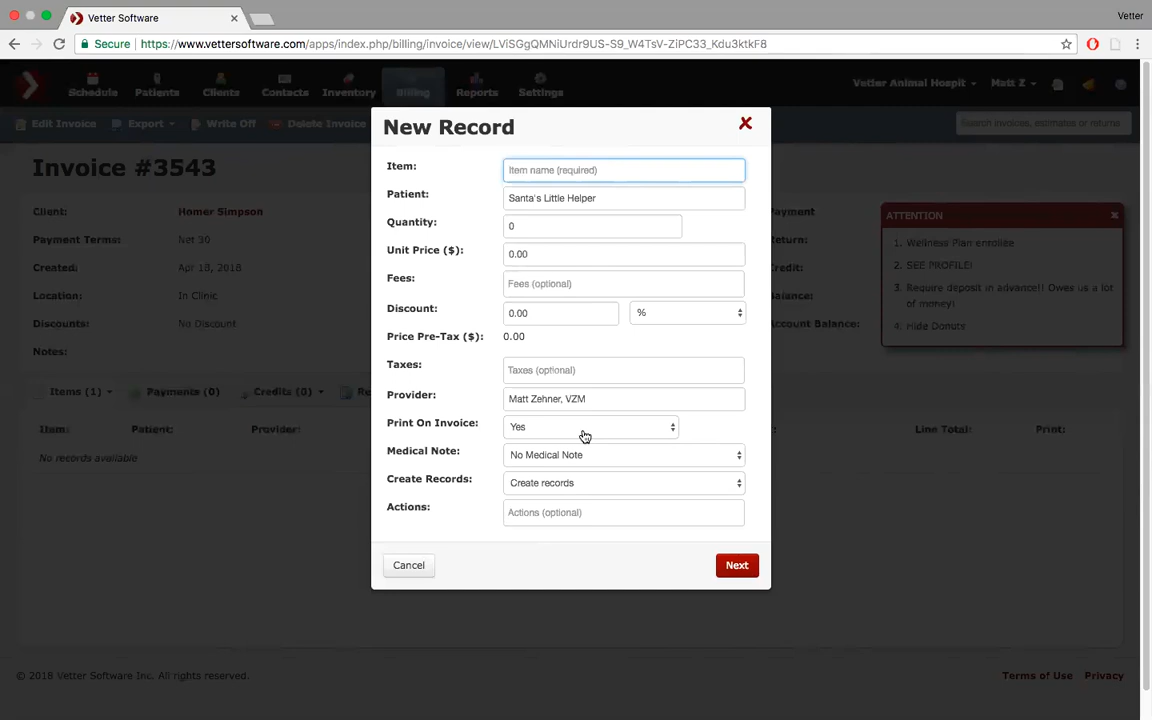 Vetter Software
Vetter
Secure https://www.vettersoftware.com/apps/index.php/billing/invoice/view/LViSGgQMNiUrdr9US-S9_W4TsV-ZiPC33_Kdu3ktkF8
Schedule Patients Clients Contacts Inventory Billing Reports Settings Vetter Animal Hospit Matt Z
Edit Invoice Export Write Off Delete Invoice Search invoices, estimates or returns
New Record
Invoice #3543
Item: Item name (required)
Patient: Santa's Little Helper
Quantity: 0
Unit Price ($): 0.00
Fees: Fees (optional)
Discount: 0.00 %
Price Pre-Tax ($): 0.00
Taxes: Taxes (optional)
Provider: Matt Zehner, VZM
Print On Invoice: Yes
Medical Note: No Medical Note
Create Records: Create records
Actions: Actions (optional)
Cancel Next
Client: Homer Simpson
Payment Terms: Net 30
Created: Apr 18, 2018
Location: In Clinic
Discounts: No Discount
Notes:
Payment
Return:
Credit:
Balance:
Account Balance:
ATTENTION
1. Wellness Plan enrollee
2. SEE PROFILE!
3. Require deposit in advance!! Owes us a lot
of money!
4. Hide Donuts
Items (1) Payments (0) Credits (0) Re
Item: Patient: Provider: Line Total: Print:
No records available
© 2018 Vetter Software Inc. All rights reserved. Terms of Use Privacy